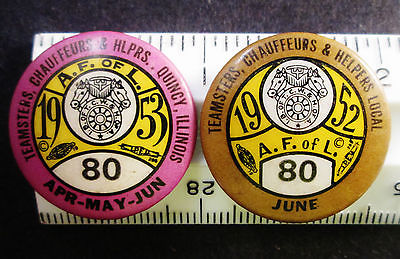 TEAMSTERS, CHAUFFEURS & HLPRS. QUINCY, ILLINOIS
A. F. OF L.
19 53
©
80
APR-MAY-JUN
TEAMSTERS, CHAUFFEURS & HELPERS LOCAL
19 52
A. F. of L. ©
80
JUNE
2
28